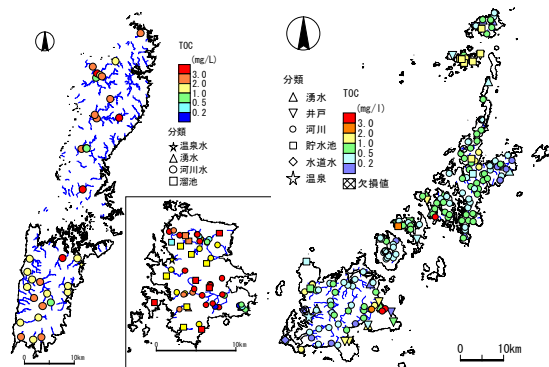 TOC
(mg/L)
3.0
2.0
1.0
0.5
0.2
分類
温泉水
湧水
河川水
溜池
0
10km
0
10km
分類
湧水
井戸
河川
貯水池
水道水
温泉
TOC
(mg/l)
3.0
2.0
1.0
0.5
0.2
欠損値
0
10km